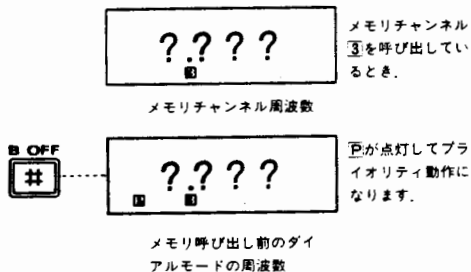 ?.???
3
メモリチャンネル
3を呼び出してい
るとき.
メモリチャンネル周波数
B OFF
#
?.???
P 3
Pが点灯してプラ
イオリティ動作に
なります.
メモリ呼び出し前のダイ
アルモードの周波数